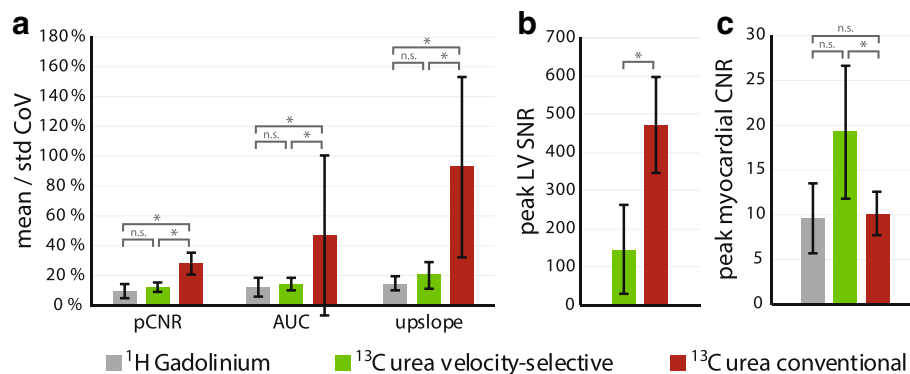 a
mean / std CoV
180 %
160 %
140 %
120 %
100 %
80 %
60 %
40 %
20 %
0 %
*
n.s.
*
*
n.s.
*
*
n.s.
*
pCNR
AUC
upslope
b
peak LV SNR
700
600
500
400
300
200
100
0
*
c
peak myocardial CNR
30
25
20
15
10
5
0
n.s.
n.s.
*
¹H Gadolinium
¹³C urea velocity-selective
¹³C urea conventional